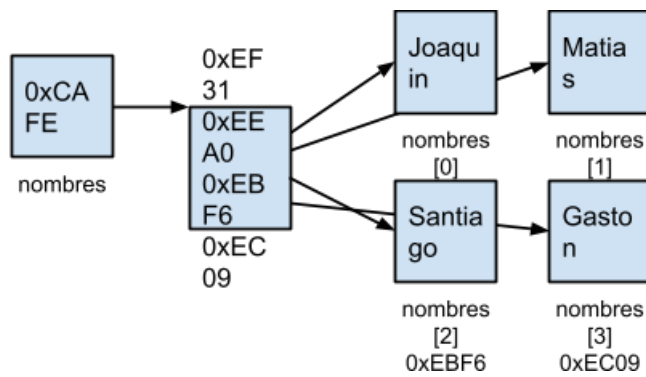 0xCA
FE
nombres
0xEF
31
0xEE
A0
0xEB
F6
0xEC
09
Joaqu
in
nombres
[0]
Matia
s
nombres
[1]
Santia
go
nombres
[2]
0xEBF6
Gasto
n
nombres
[3]
0xEC09